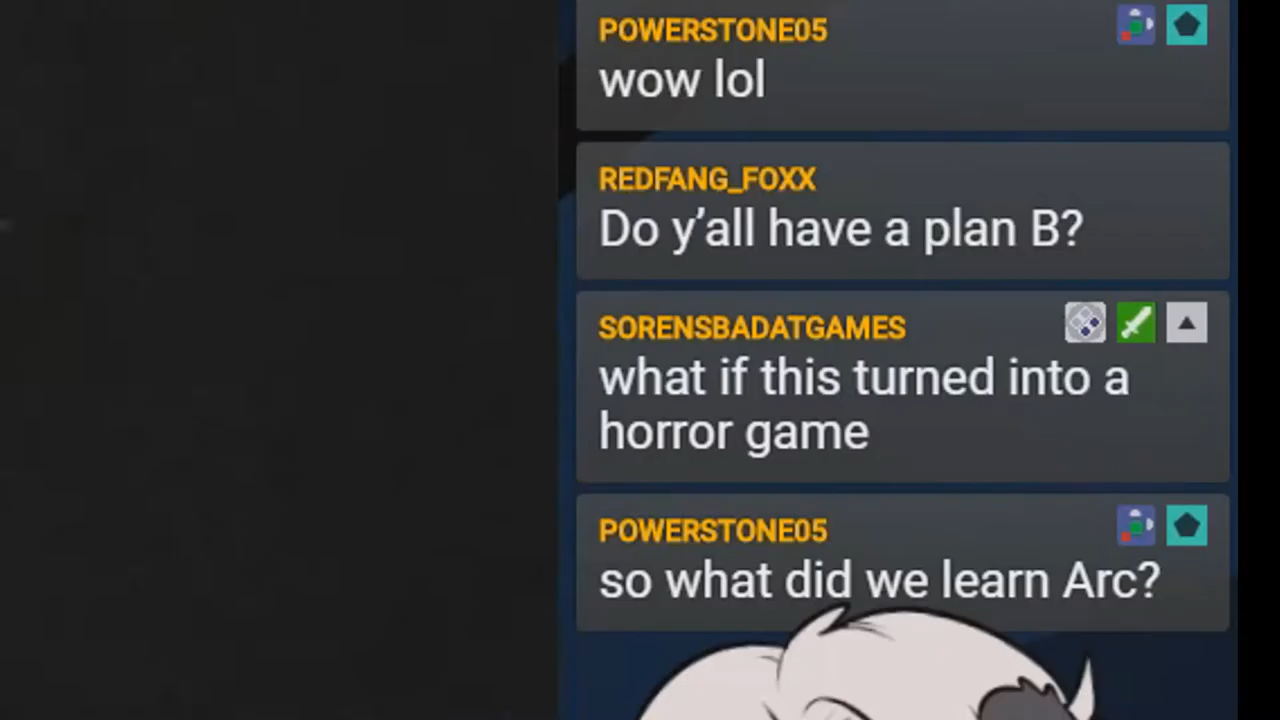 POWERSTONE05
wow lol
REDFANG_FOXX
Do y’all have a plan B?
SORENSBADATGAMES
what if this turned into a
horror game
POWERSTONE05
so what did we learn Arc?